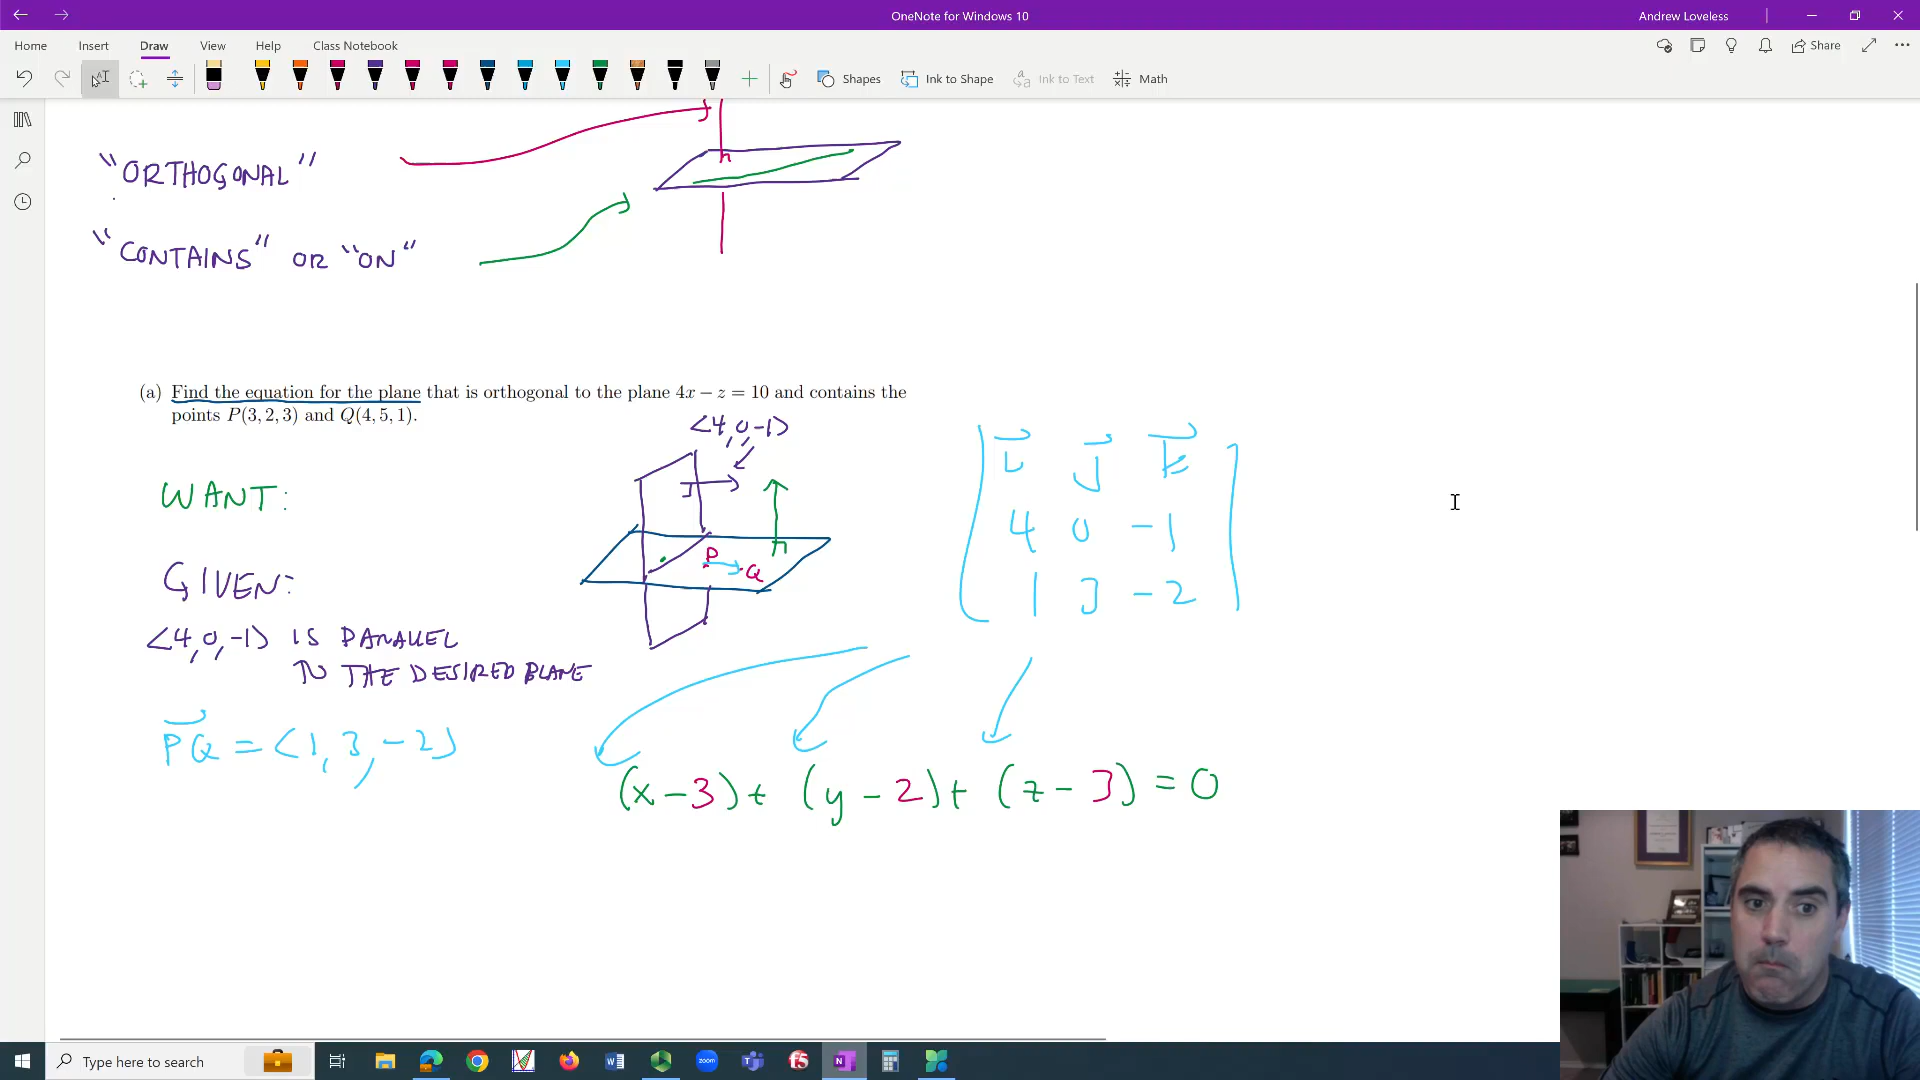 OneNote for Windows 10
Andrew Loveless
Home Insert Draw View Help Class Notebook
Share
Shapes Ink to Shape Ink to Text Math
"ORTHOGONAL"
"CONTAINS" OR "ON"
(a) Find the equation for the plane that is orthogonal to the plane 4x − z = 10 and contains the
points P(3, 2, 3) and Q(4, 5, 1).
<4, 0, -1>
WANT:
P
Q
GIVEN:
<4, 0, -1> IS PARALLEL
TO THE DESIRED PLANE
PQ = <1, 3, -2>
i j k
4 0 -1
1 3 -2
(x - 3) + (y - 2) + (z - 3) = 0
Type here to search
zoom
f5
N